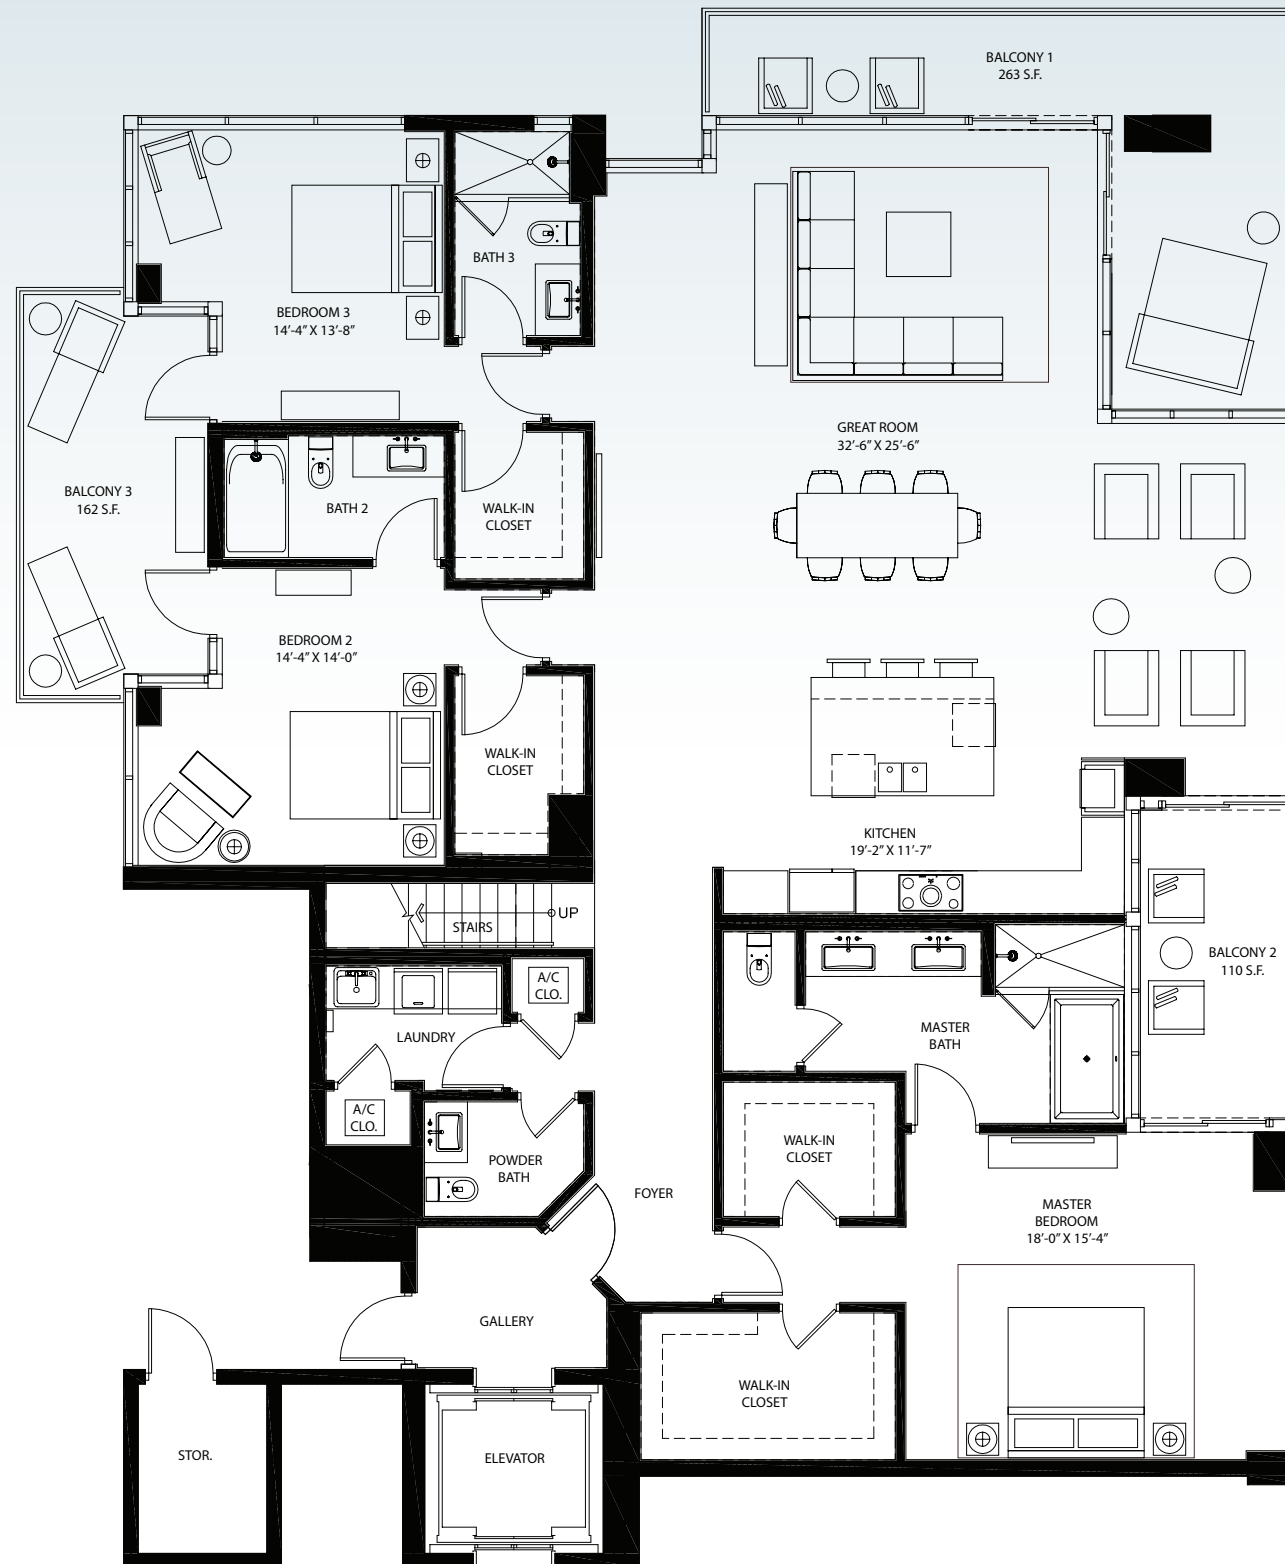 BALCONY 1
263 S.F.
BATH 3
BEDROOM 3
14'-4" X 13'-8"
GREAT ROOM
32'-6" X 25'-6"
BALCONY 3
162 S.F.
BATH 2
WALK-IN
CLOSET
BEDROOM 2
14'-4" X 14'-0"
WALK-IN
CLOSET
KITCHEN
19'-2" X 11'-7"
UP
STAIRS
BALCONY 2
110 S.F.
A/C
CLO.
LAUNDRY
MASTER
BATH
A/C
CLO.
WALK-IN
CLOSET
POWDER
BATH
FOYER
MASTER
BEDROOM
18'-0" X 15'-4"
GALLERY
WALK-IN
CLOSET
STOR.
ELEVATOR